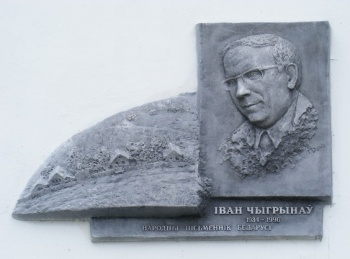 ІВАН ЧЫГРЫНАЎ
1934 - 1996
НАРОДНЫ ПІСЬМЕННІК БЕЛАРУСІ